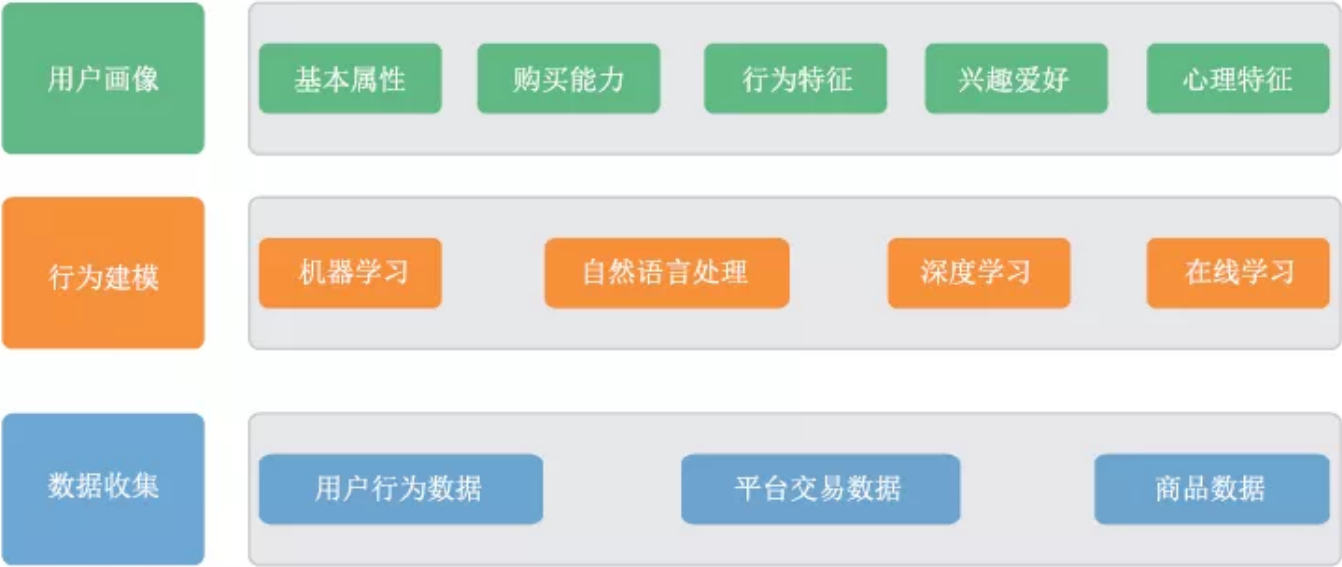 用户画像
基本属性
购买能力
行为特征
兴趣爱好
心理特征
行为建模
机器学习
自然语言处理
深度学习
在线学习
数据收集
用户行为数据
平台交易数据
商品数据